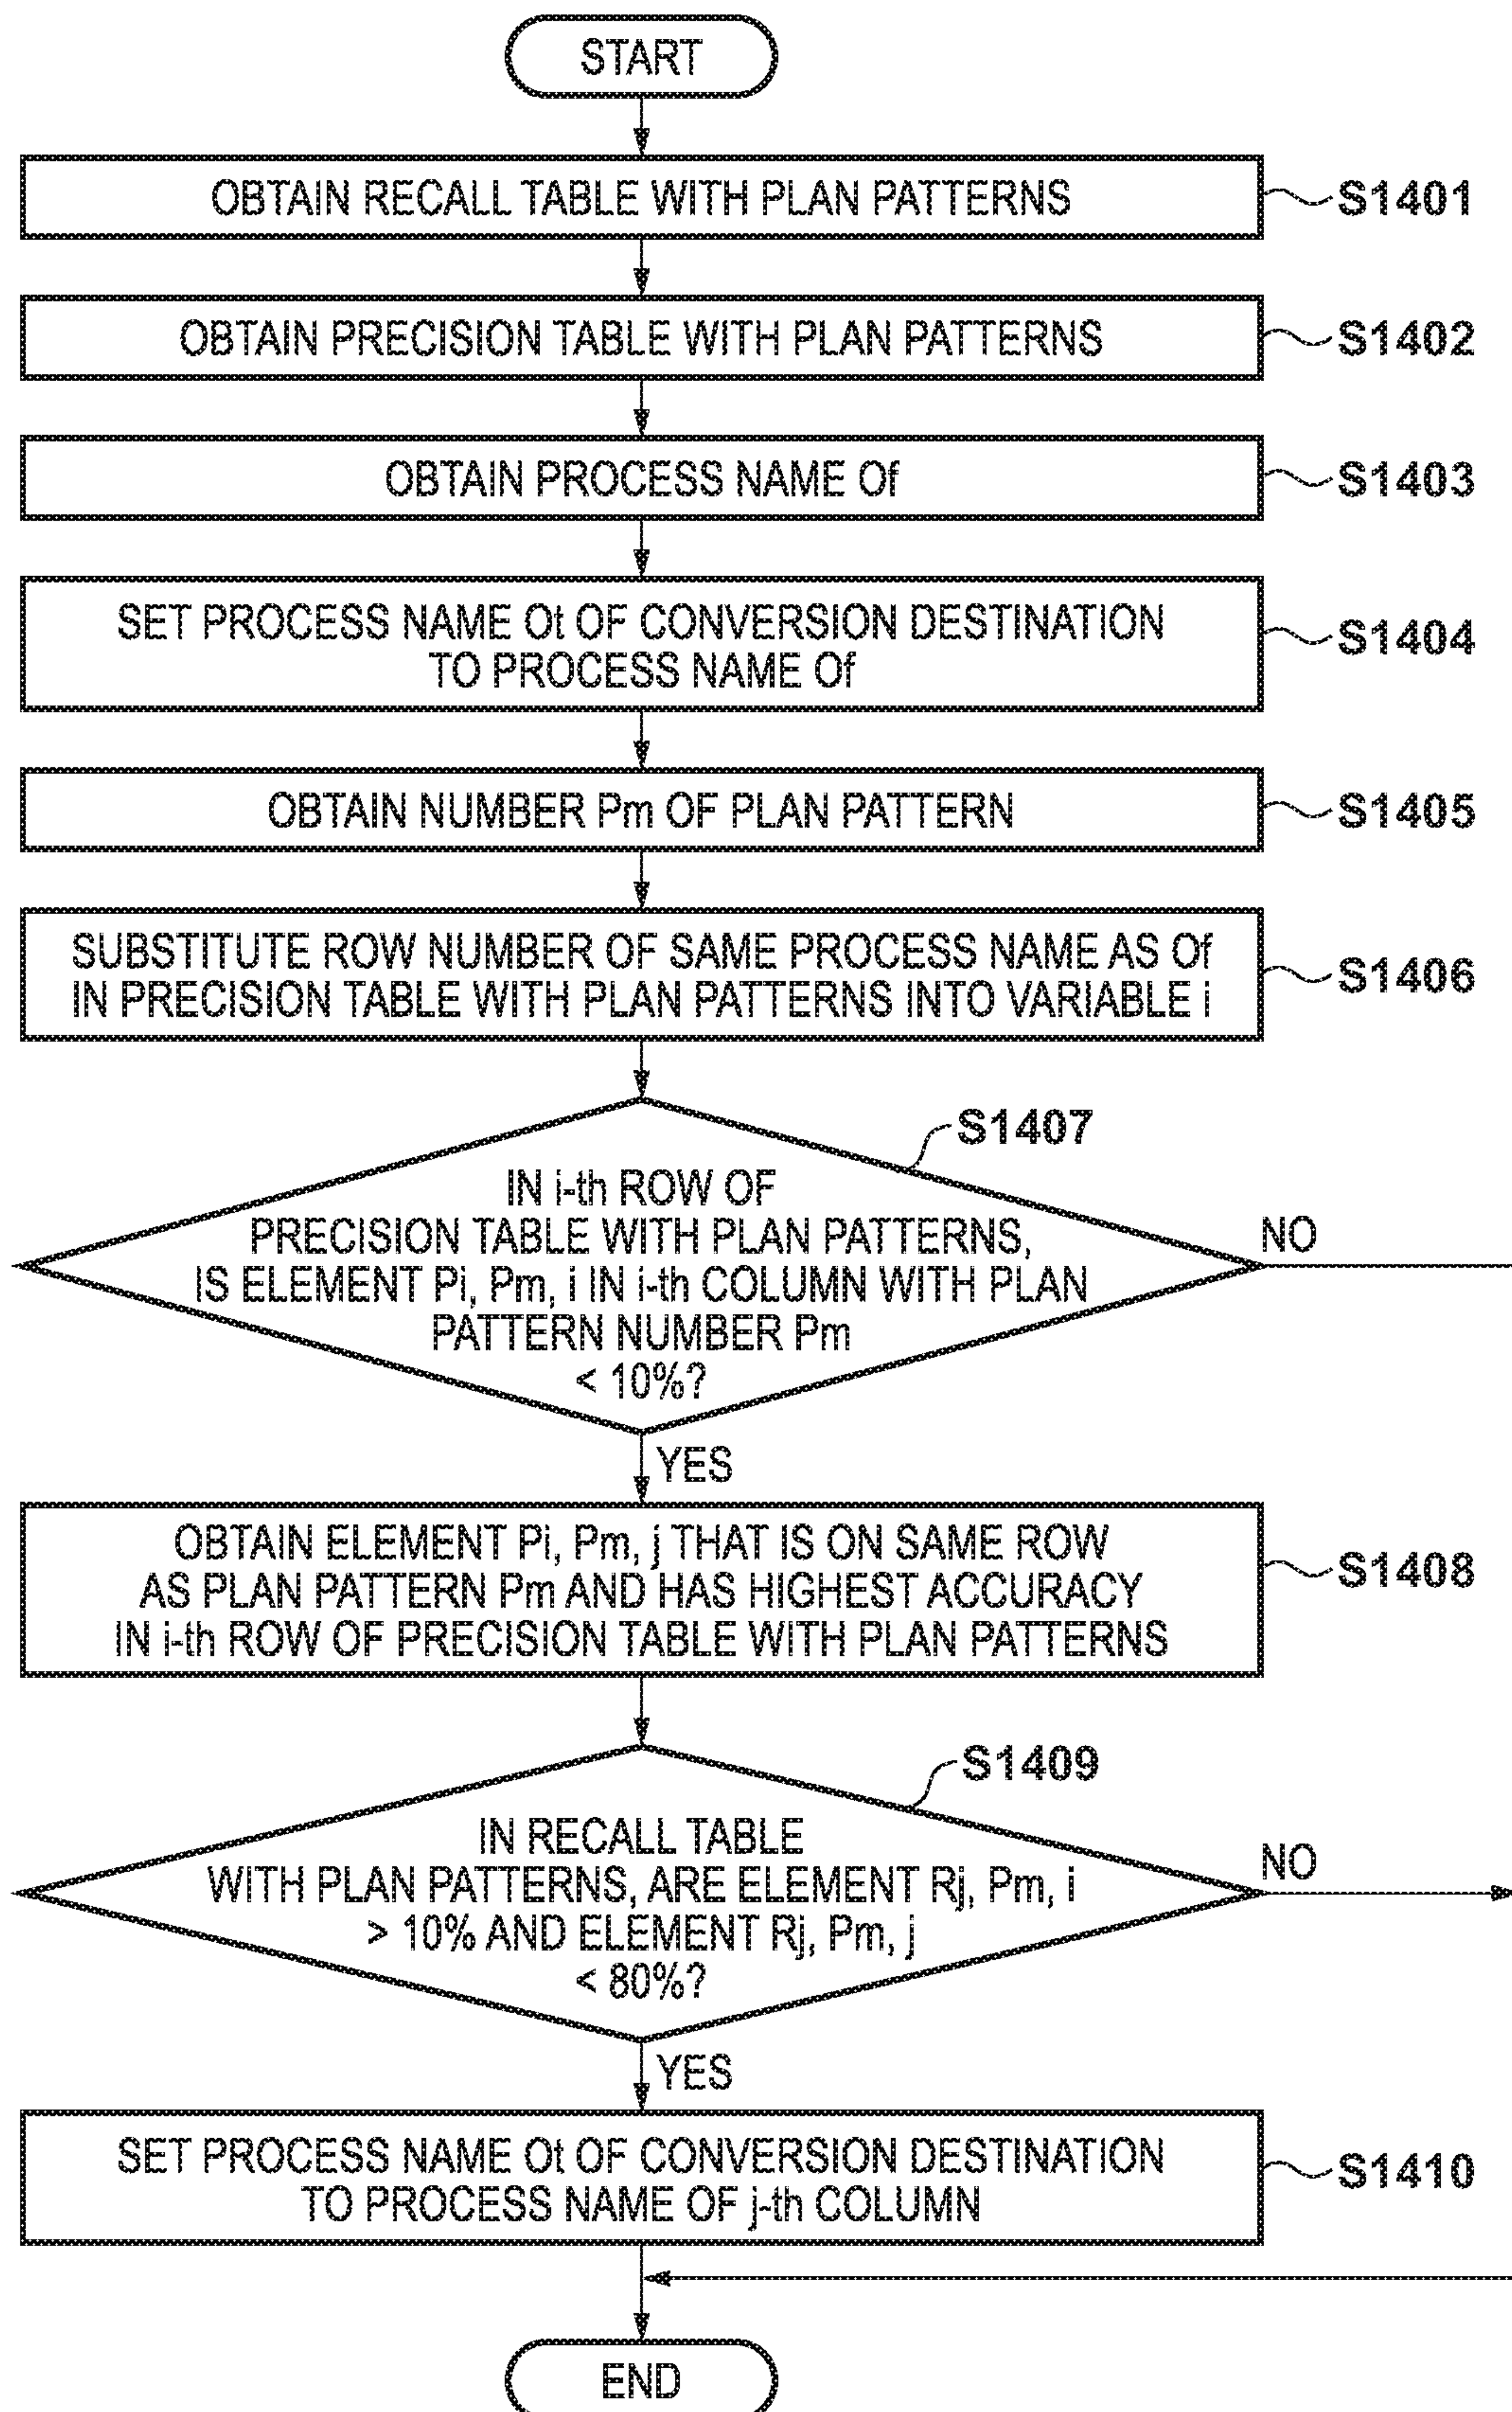 START
OBTAIN RECALL TABLE WITH PLAN PATTERNS
S1401
OBTAIN PRECISION TABLE WITH PLAN PATTERNS
S1402
OBTAIN PROCESS NAME Of
S1403
SET PROCESS NAME Ot OF CONVERSION DESTINATION
TO PROCESS NAME Of
S1404
OBTAIN NUMBER Pm OF PLAN PATTERN
S1405
SUBSTITUTE ROW NUMBER OF SAME PROCESS NAME AS Of
IN PRECISION TABLE WITH PLAN PATTERNS INTO VARIABLE i
S1406
S1407
IN i-th ROW OF
PRECISION TABLE WITH PLAN PATTERNS,
IS ELEMENT Pi, Pm, i IN i-th COLUMN WITH PLAN
PATTERN NUMBER Pm
< 10%?
NO
YES
OBTAIN ELEMENT Pi, Pm, j THAT IS ON SAME ROW
AS PLAN PATTERN Pm AND HAS HIGHEST ACCURACY
IN i-th ROW OF PRECISION TABLE WITH PLAN PATTERNS
S1408
S1409
IN RECALL TABLE
WITH PLAN PATTERNS, ARE ELEMENT Rj, Pm, i
> 10% AND ELEMENT Rj, Pm, j
< 80%?
NO
YES
SET PROCESS NAME Ot OF CONVERSION DESTINATION
TO PROCESS NAME OF j-th COLUMN
S1410
END